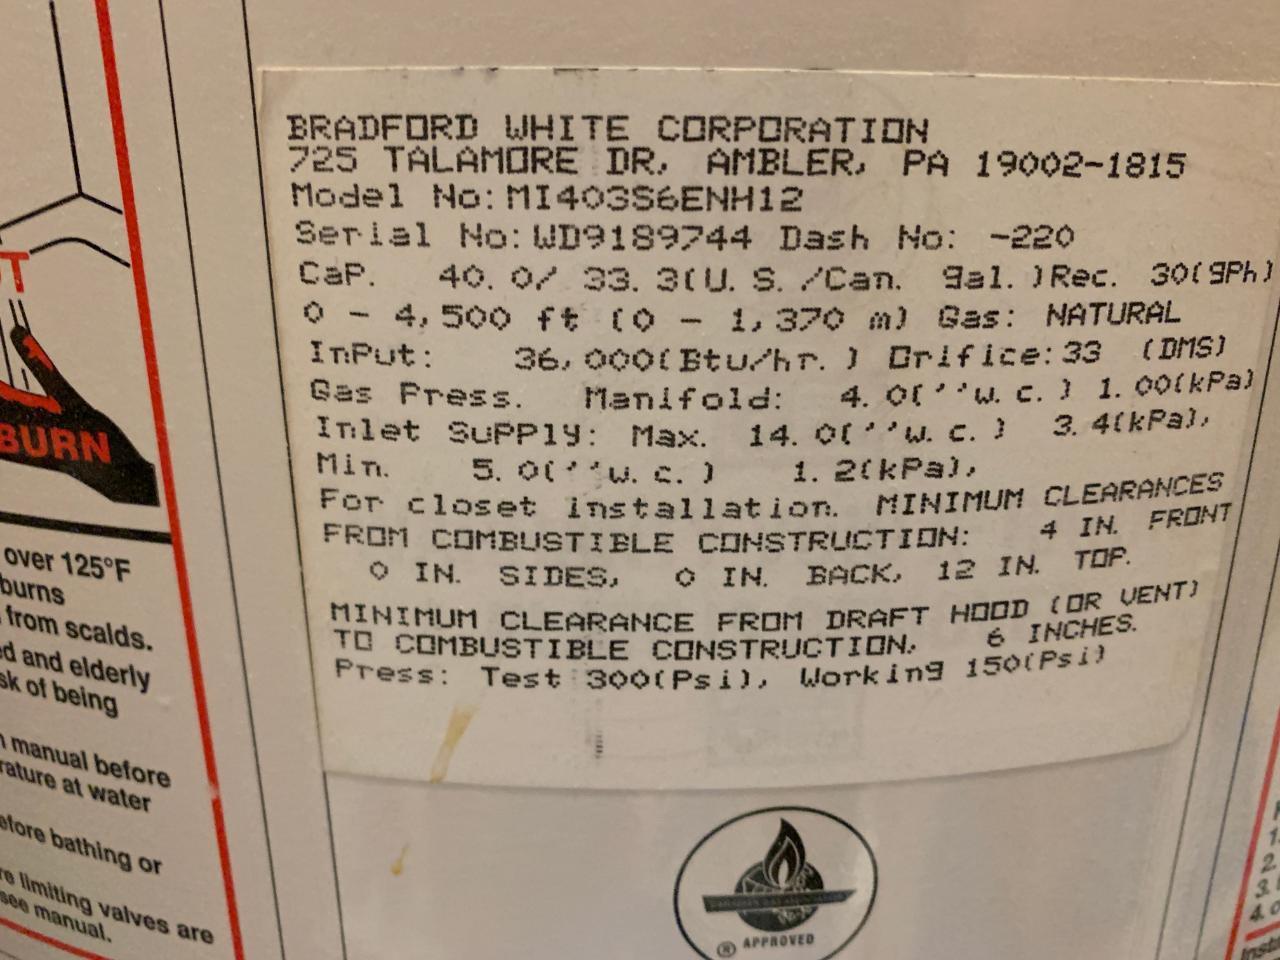 BRADFORD WHITE CORPORATION
725 TALAMORE DR, AMBLER, PA 19002-1815
Model No: MI403S6ENH12
Serial No: WD9189744 Dash No: -220
Cap. 40.0/ 33.3(U.S./Can. gal.)Rec. 30(gph)
0 - 4,500 ft (0 - 1,370 m) Gas: NATURAL
Input: 36,000(Btu/hr.) Orifice: 33 (DMS)
Gas Press. Manifold: 4.0(''w.c.) 1.00(kPa)
Inlet Supply: Max. 14.0(''w.c.) 3.4(kPa),
Min. 5.0(''w.c.) 1.2(kPa),
For closet installation. MINIMUM CLEARANCES
FROM COMBUSTIBLE CONSTRUCTION: 4 IN. FRONT
0 IN. SIDES, 0 IN. BACK, 12 IN. TOP.
MINIMUM CLEARANCE FROM DRAFT HOOD (OR VENT)
TO COMBUSTIBLE CONSTRUCTION, 6 INCHES.
Press: Test 300(Psi), Working 150(Psi)
® APPROVED
BURN
over 125°F
burns
from scalds.
and elderly
of being
manual before
at water
before bathing or
limiting valves are
see manual.
2.
3.
4.